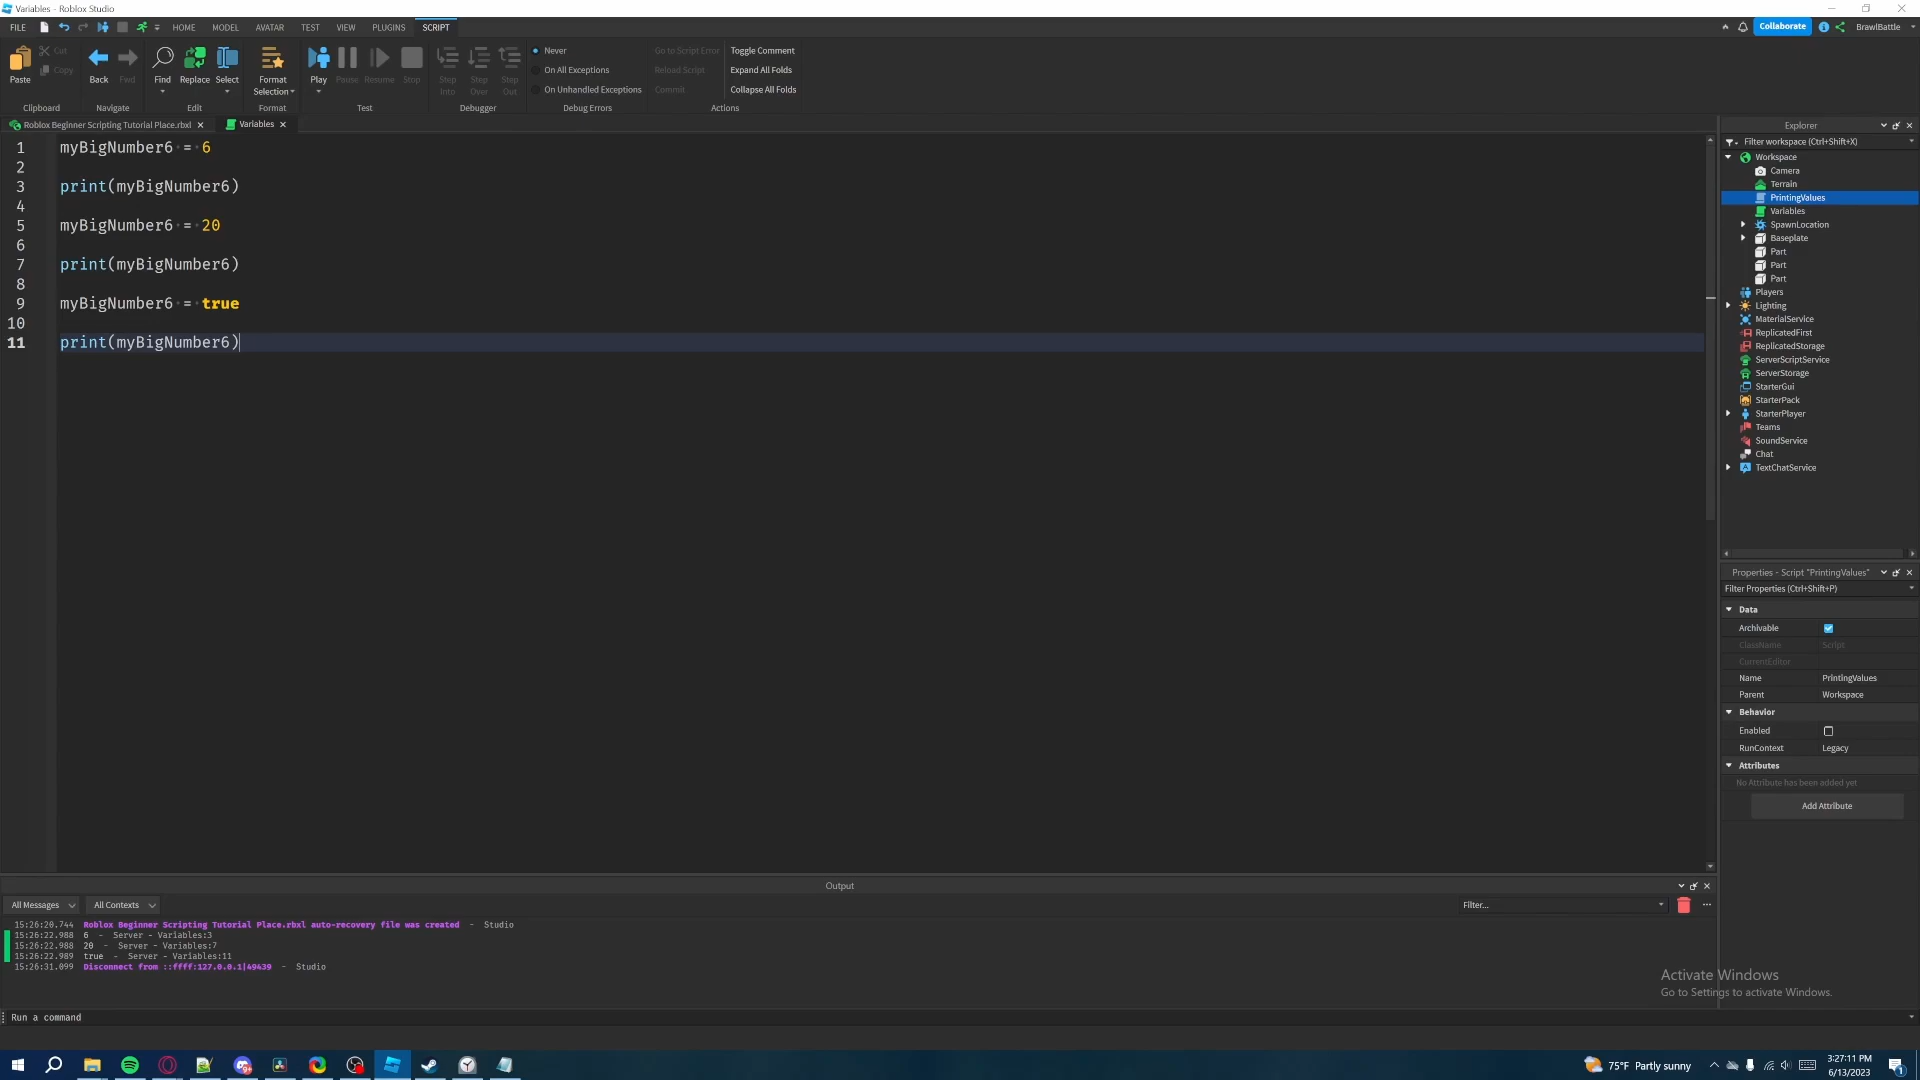 Variables - Roblox Studio
FILE HOME MODEL AVATAR TEST VIEW PLUGINS SCRIPT Collaborate BrawlBattle
Paste Cut Copy Back Fwd Find Replace Select Format Selection Play Pause Resume Stop Step Into Step Over Step Out
Never Go to Script Error Toggle Comment
On All Exceptions Reload Script Expand All Folds
On Unhandled Exceptions Commit Collapse All Folds
Clipboard Navigate Edit Format Test Debugger Debug Errors Actions
Roblox Beginner Scripting Tutorial Place.rbxl Variables
1 myBigNumber6 = 6
2
3 print(myBigNumber6)
4
5 myBigNumber6 = 20
6
7 print(myBigNumber6)
8
9 myBigNumber6 = true
10
11 print(myBigNumber6)
Explorer
Filter workspace (Ctrl+Shift+X)
Workspace
Camera
Terrain
PrintingValues
Variables
SpawnLocation
Baseplate
Part
Part
Part
Players
Lighting
MaterialService
ReplicatedFirst
ReplicatedStorage
ServerScriptService
ServerStorage
StarterGui
StarterPack
StarterPlayer
Teams
SoundService
Chat
TextChatService
Properties - Script "PrintingValues"
Filter Properties (Ctrl+Shift+P)
Data
Archivable
ClassName Script
CurrentEditor
Name PrintingValues
Parent Workspace
Behavior
Enabled
RunContext Legacy
Attributes
No Attribute has been added yet
Add Attribute
Output
All Messages All Contexts Filter...
15:26:20.744 Roblox Beginner Scripting Tutorial Place.rbxl auto-recovery file was created - Studio
15:26:22.988 6 - Server - Variables:3
15:26:22.988 20 - Server - Variables:7
15:26:22.989 true - Server - Variables:11
15:26:31.099 Disconnect from ::ffff:127.0.0.1|49439 - Studio
Activate Windows
Go to Settings to activate Windows.
Run a command
75°F Partly sunny
3:27:11 PM
6/13/2023